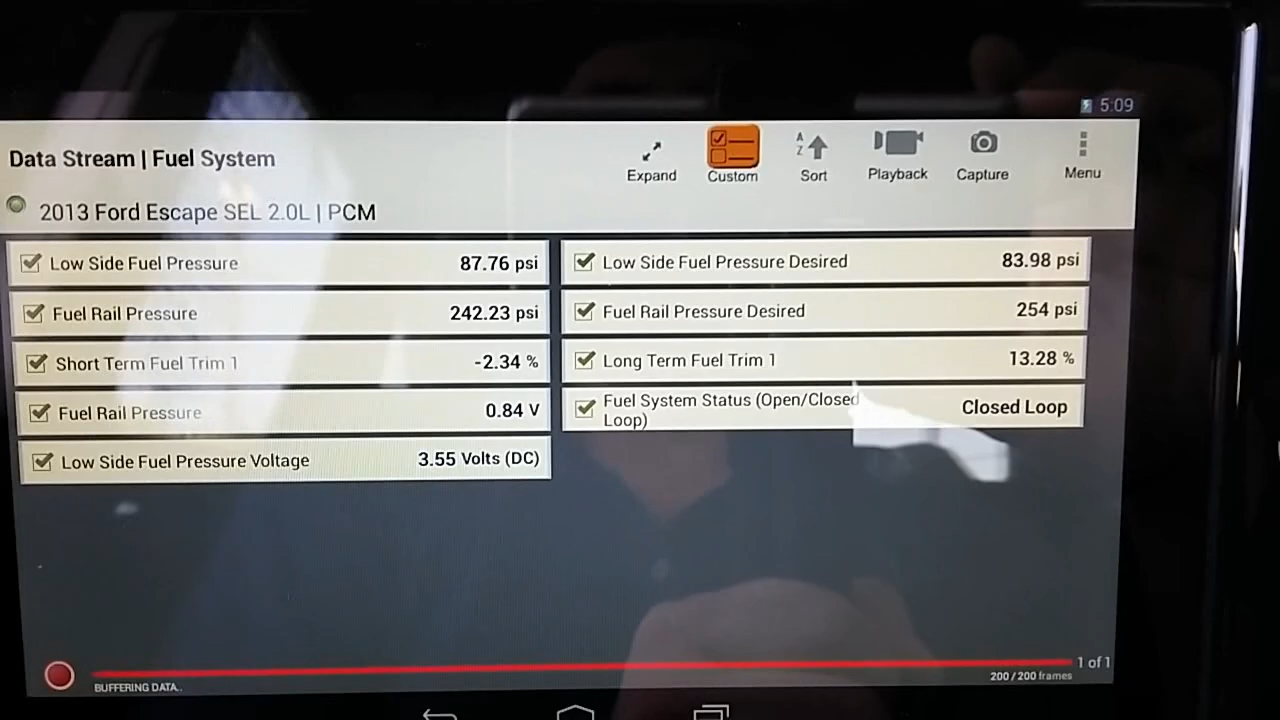 5:09
Data Stream | Fuel System
Expand
Custom
A
Z
Sort
Playback
Capture
Menu
2013 Ford Escape SEL 2.0L | PCM
Low Side Fuel Pressure 87.76 psi
Low Side Fuel Pressure Desired 83.98 psi
Fuel Rail Pressure 242.23 psi
Fuel Rail Pressure Desired 254 psi
Short Term Fuel Trim 1 -2.34 %
Long Term Fuel Trim 1 13.28 %
Fuel Rail Pressure 0.84 V
Fuel System Status (Open/Closed
Loop) Closed Loop
Low Side Fuel Pressure Voltage 3.55 Volts (DC)
1 of 1
BUFFERING DATA..
200 / 200 frames